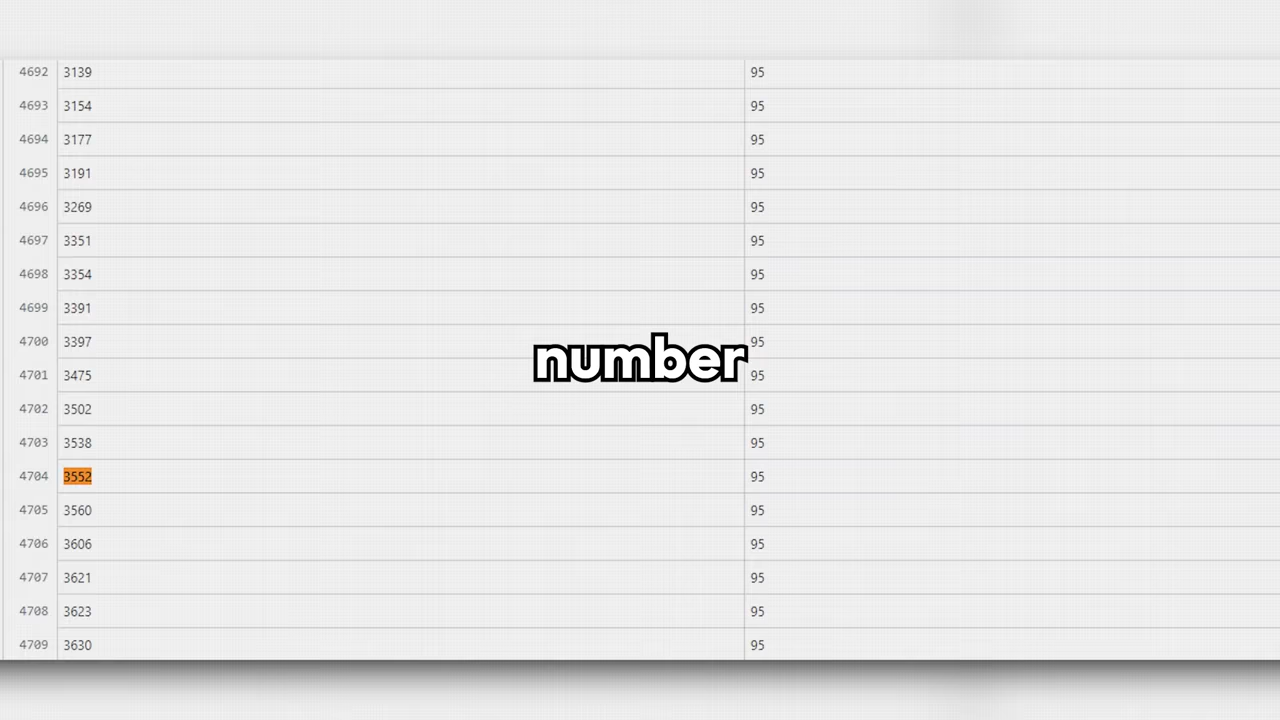 4692 3139 95
4693 3154 95
4694 3177 95
4695 3191 95
4696 3269 95
4697 3351 95
4698 3354 95
4699 3391 95
4700 3397 95
number
4701 3475 95
4702 3502 95
4703 3538 95
4704 3552 95
4705 3560 95
4706 3606 95
4707 3621 95
4708 3623 95
4709 3630 95